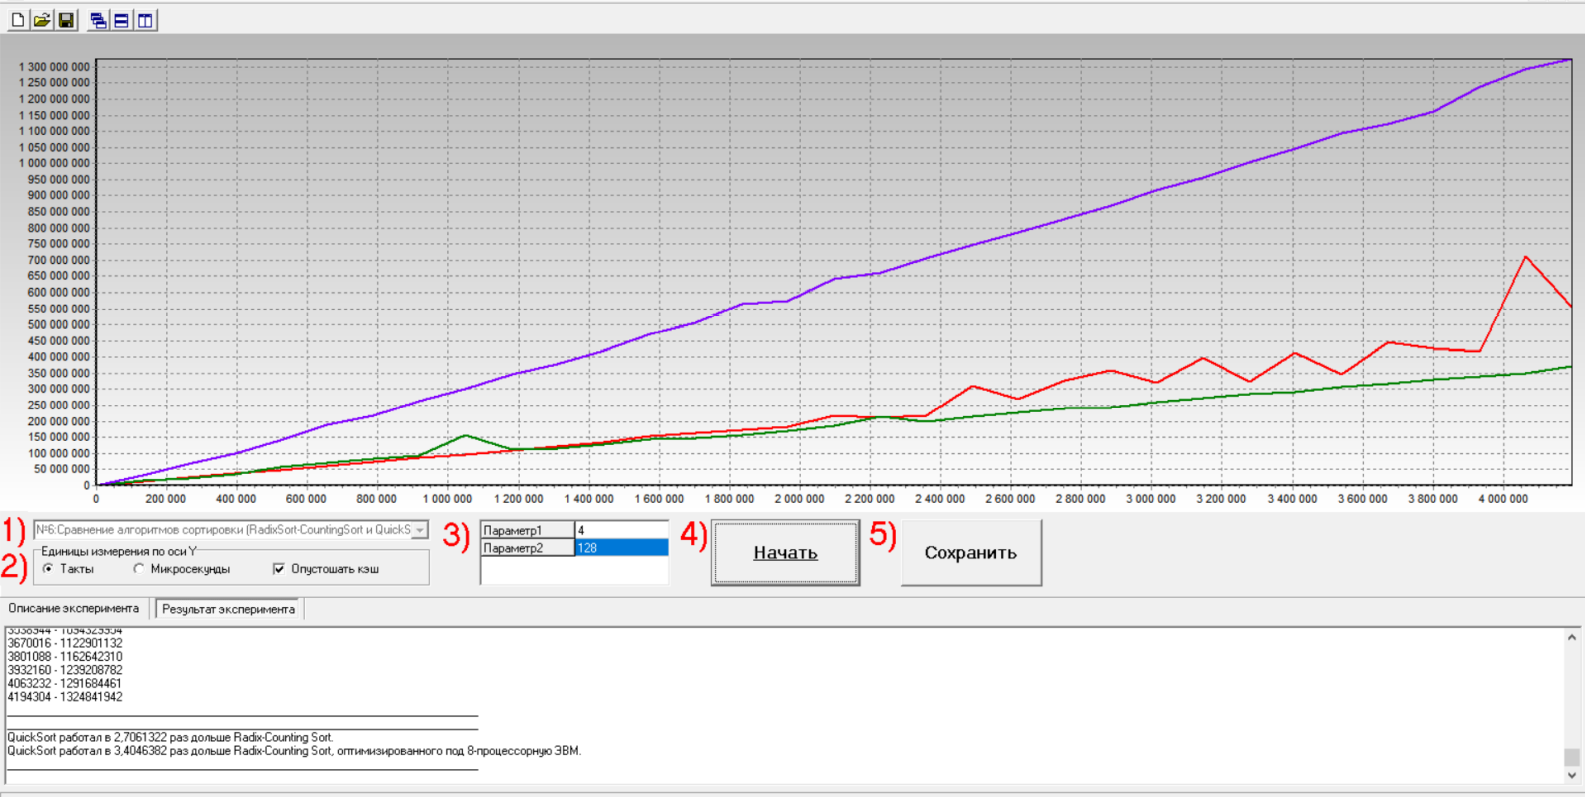 1 300 000 000
1 250 000 000
1 200 000 000
1 150 000 000
1 100 000 000
1 050 000 000
1 000 000 000
950 000 000
900 000 000
850 000 000
800 000 000
750 000 000
700 000 000
650 000 000
600 000 000
550 000 000
500 000 000
450 000 000
400 000 000
350 000 000
300 000 000
250 000 000
200 000 000
150 000 000
100 000 000
50 000 000
0
0 200 000 400 000 600 000 800 000 1 000 000 1 200 000 1 400 000 1 600 000 1 800 000 2 000 000 2 200 000 2 400 000 2 600 000 2 800 000 3 000 000 3 200 000 3 400 000 3 600 000 3 800 000 4 000 000
1) №6:Сравнение алгоритмов сортировки (RadixSort-CountingSort и QuickS
2) Единицы измерения по оси Y
Такты Микросекунды Опустошать кэш
3) Параметр1 4
Параметр2 128
4) Начать
5) Сохранить
Описание эксперимента Результат эксперимента
3538944 - 1094329954
3670016 - 1122901132
3801088 - 1162642310
3932160 - 1239208782
4063232 - 1291684461
4194304 - 1324841942
QuickSort работал в 2,7061322 раз дольше Radix-Counting Sort.
QuickSort работал в 3,4046382 раз дольше Radix-Counting Sort, оптимизированного под 8-процессорную ЭВМ.